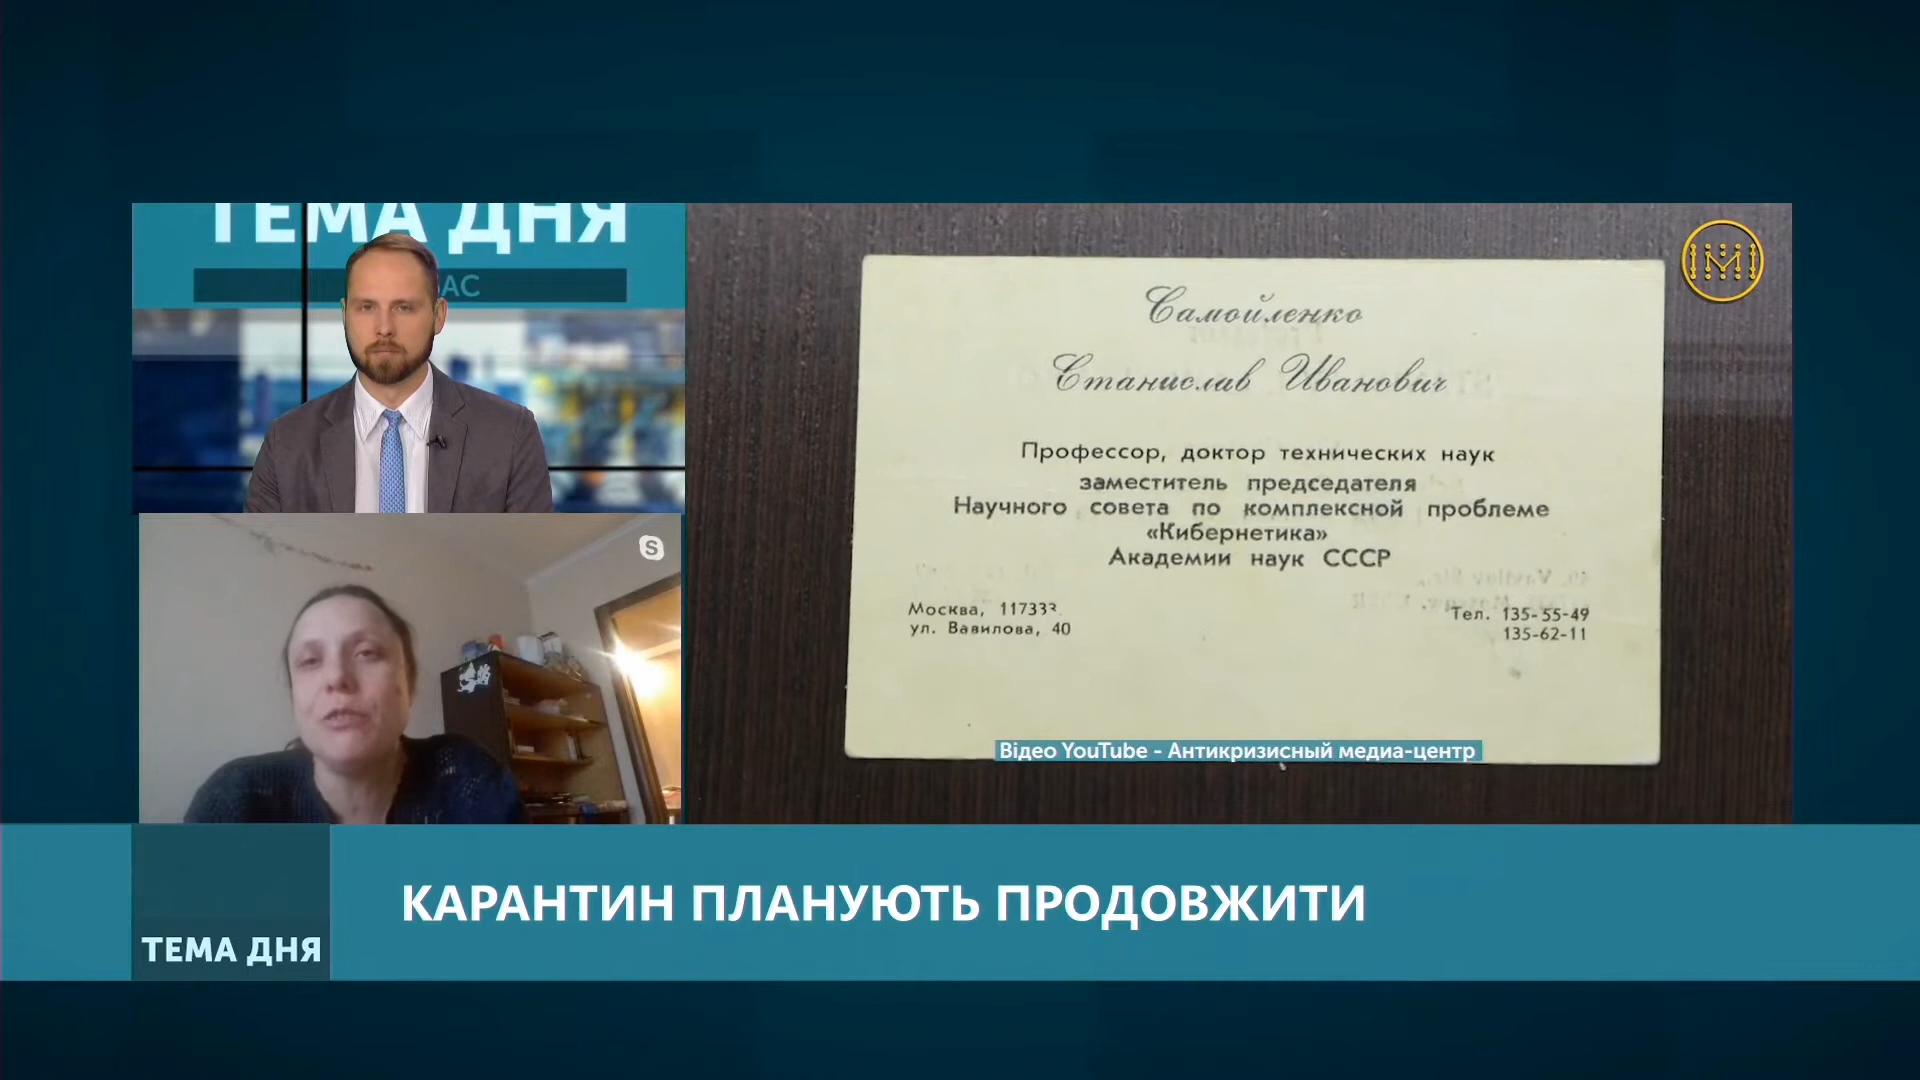 ТЕМА ДНЯ
АС
S
Самойленко
Станислав Иванович
Профессор, доктор технических наук
заместитель председателя
Научного совета по комплексной проблеме
«Кибернетика»
Академии наук СССР
Москва, 117333.
ул. Вавилова, 40
Тел. 135-55-49
135-62-11
Відео YouTube - Антикризисный медиа-центр
КАРАНТИН ПЛАНУЮТЬ ПРОДОВЖИТИ
ТЕМА ДНЯ